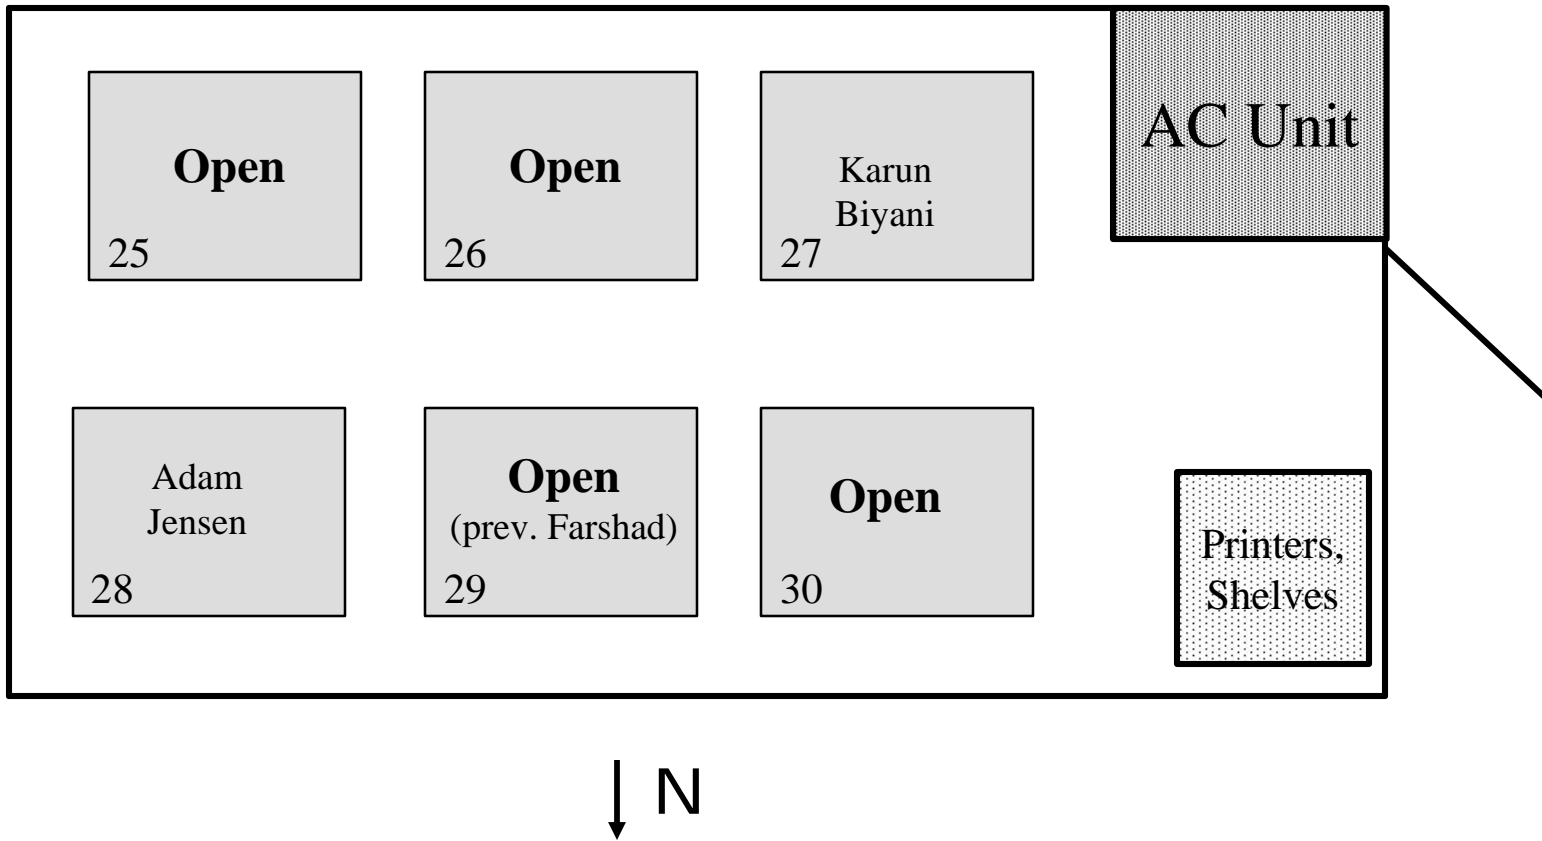 Open
25
Open
26
Karun
Biyani
27
AC Unit
Adam
Jensen
28
Open
(prev. Farshad)
29
Open
30
Printers,
Shelves
N